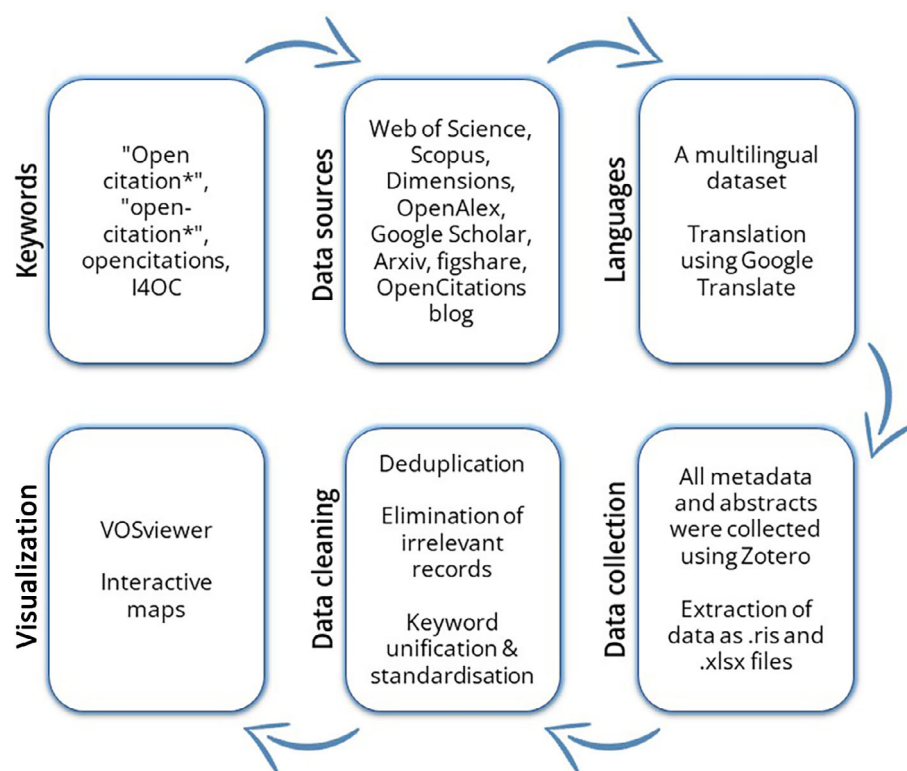 Keywords
"Open
citation*",
"open-
citation*",
opencitations,
I4OC
Data sources
Web of Science,
Scopus,
Dimensions,
OpenAlex,
Google Scholar,
Arxiv, figshare,
OpenCitations
blog
Languages
A multilingual
dataset
Translation
using Google
Translate
Data collection
All metadata
and abstracts
were collected
using Zotero
Extraction of
data as .ris and
.xlsx files
Data cleaning
Deduplication
Elimination of
irrelevant
records
Keyword
unification &
standardisation
Visualization
VOSviewer
Interactive
maps